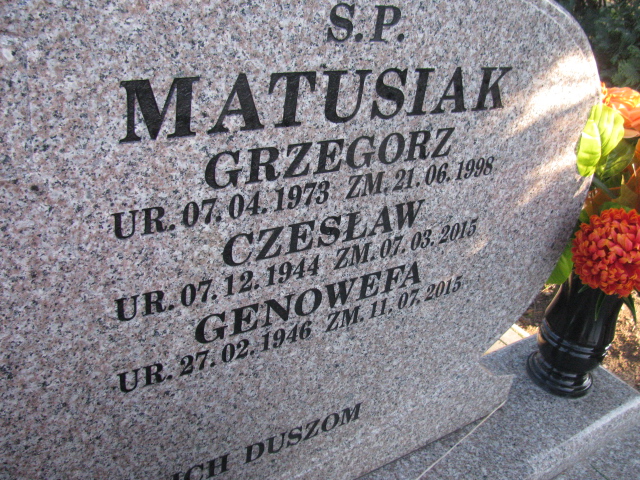 S.P.
MATUSIAK
GRZEGORZ
UR. 07. 04. 1973 ZM. 21. 06. 1998
CZESŁAW
UR. 07. 12. 1944 ZM. 07. 03. 2015
GENOWEFA
UR. 27. 02. 1946 ZM. 11. 07. 2015
ICH DUSZOM